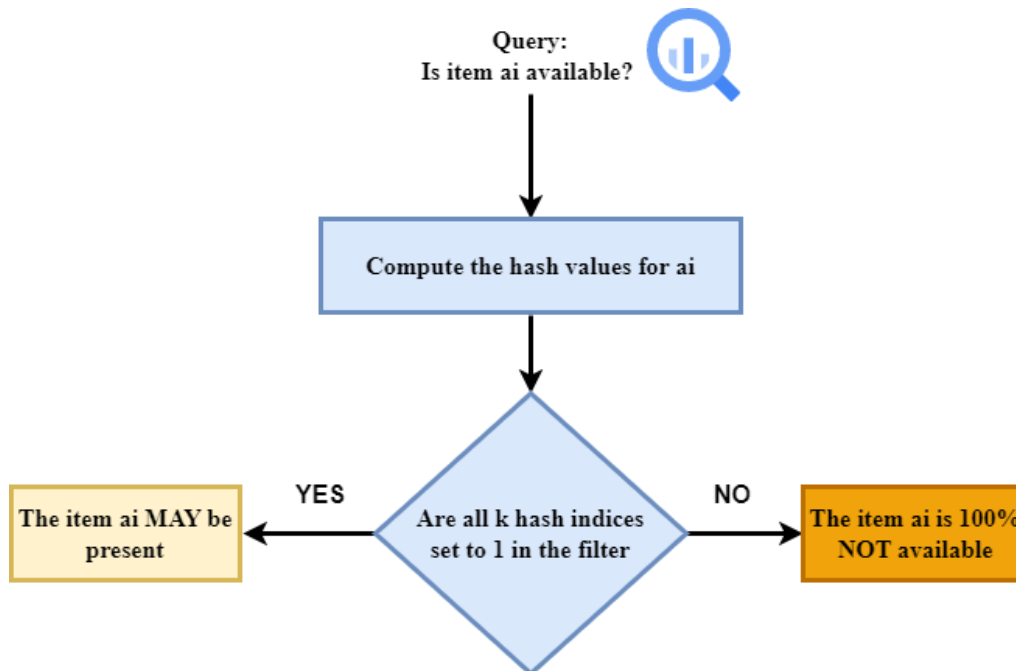 Query:
Is item ai available?
Compute the hash values for ai
Are all k hash indices
set to 1 in the filter
YES
NO
The item ai MAY be
present
The item ai is 100%
NOT available